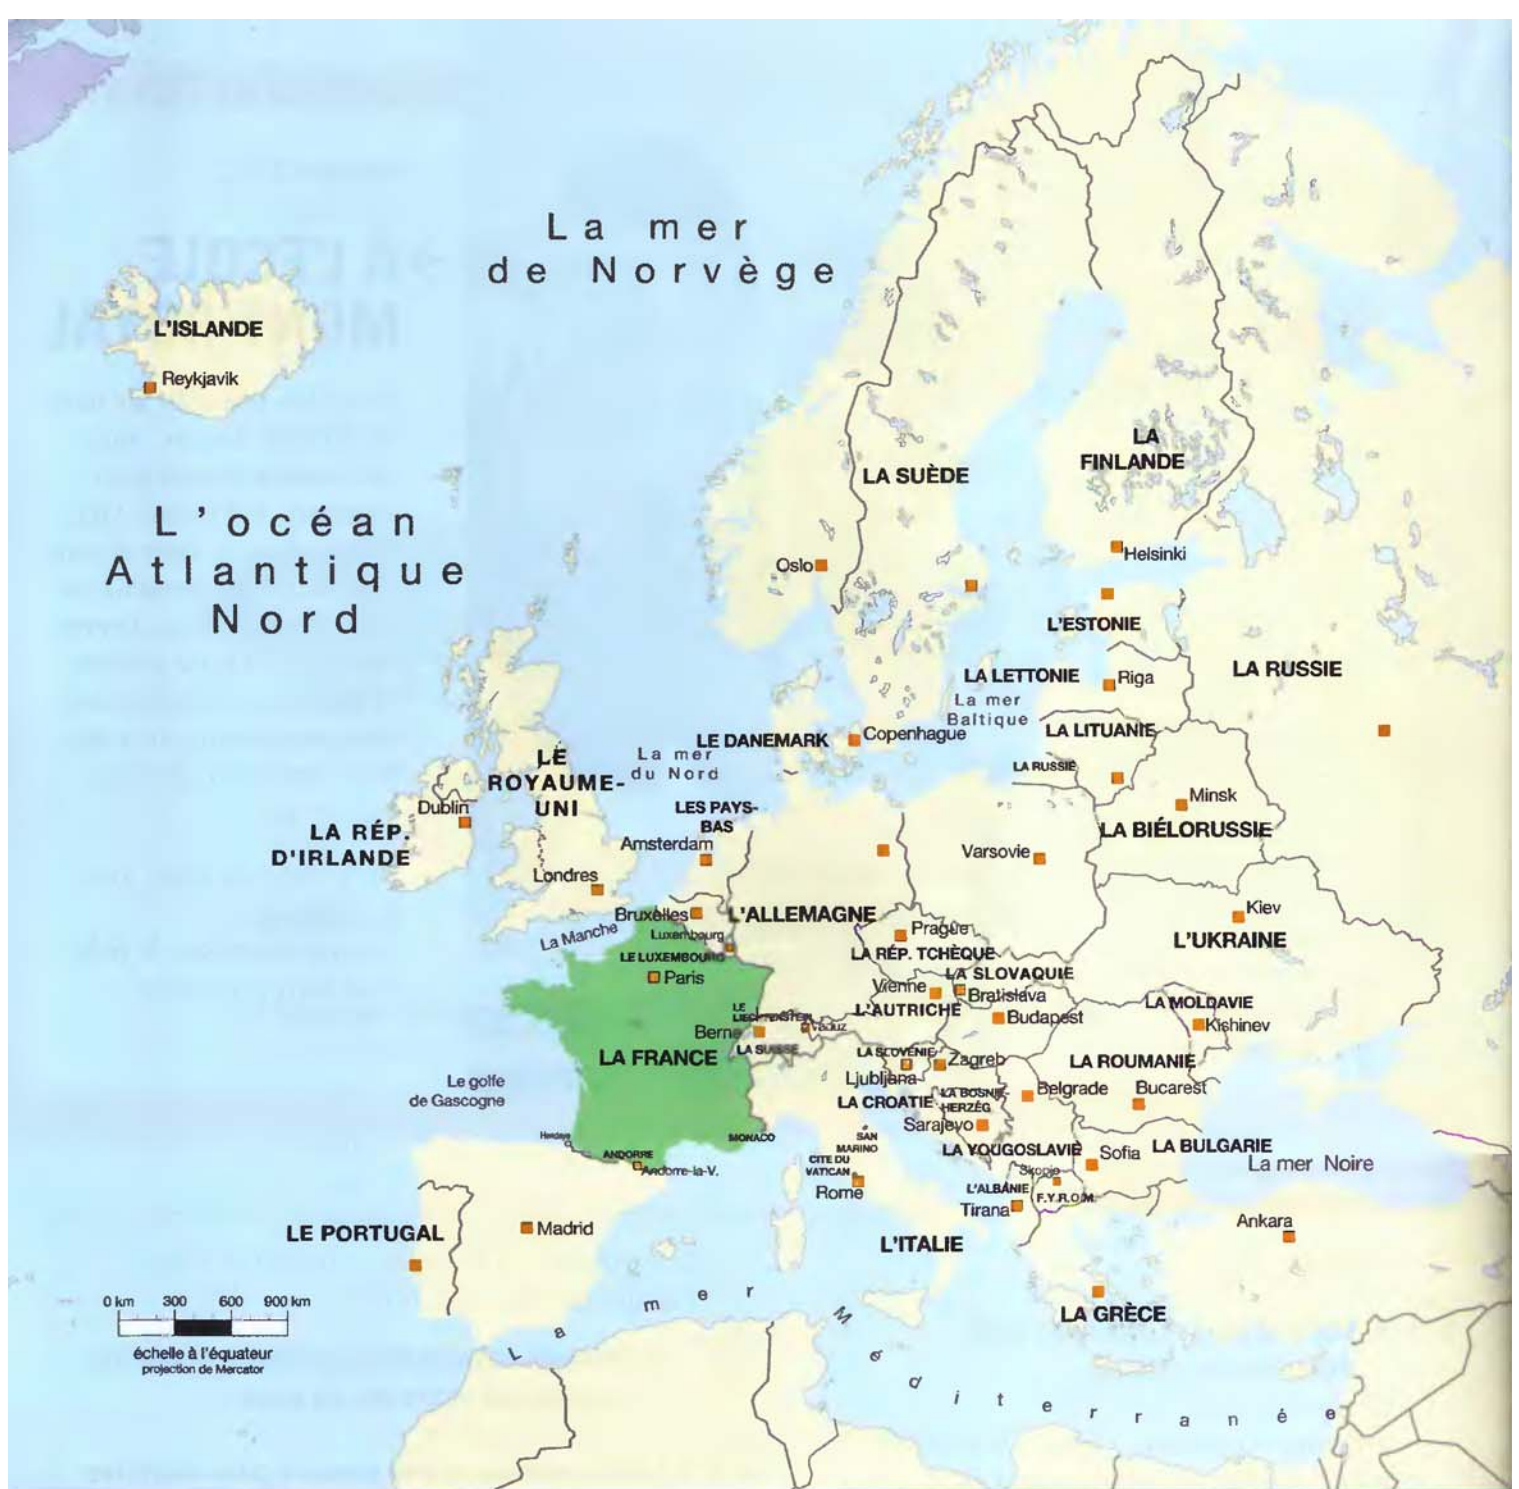 La mer
de Norvège
L'ISLANDE
Reykjavik
L'océan
Atlantique
Nord
LA SUÈDE
LA
FINLANDE
Helsinki
Oslo
L'ESTONIE
LA RUSSIE
LA LETTONIE
Riga
La mer
Baltique
LA LITUANIE
LE DANEMARK
Copenhague
La mer
du Nord
LA RUSSIE
LE
ROYAUME-
UNI
Minsk
LA BIÉLORUSSIE
Dublin
LA RÉP.
D'IRLANDE
LES PAYS-
BAS
Amsterdam
Varsovie
Londres
Bruxelles
L'ALLEMAGNE
Kiev
L'UKRAINE
La Manche
Luxembourg
LE LUXEMBOURG
Prague
LA RÉP. TCHÈQUE
Paris
LA SLOVAQUIE
Vienne
Bratislava
L'AUTRICHE
Budapest
LA MOLDAVIE
Kishinev
LE
LIECHTENSTEIN
Vaduz
Berne
LA SUISSE
LA FRANCE
LA SLOVÉNIE
Zagreb
Ljubljana
LA ROUMANIE
Le golfe
de Gascogne
LA CROATIE
LA BOSNIE-
HERZÉG
Belgrade
Bucarest
Sarajevo
Hendaye
MONACO
SAN
MARINO
ANDORRE
Andorre-la-V.
CITE DU
VATICAN
Rome
LA YOUGOSLAVIE
Sofia
LA BULGARIE
La mer Noire
Skopje
L'ALBANIE
F.Y.R.O.M.
Tirana
LE PORTUGAL
Madrid
L'ITALIE
Ankara
LA GRÈCE
La mer Méditerranée
0 km 300 600 900 km
échelle à l'équateur
projection de Mercator